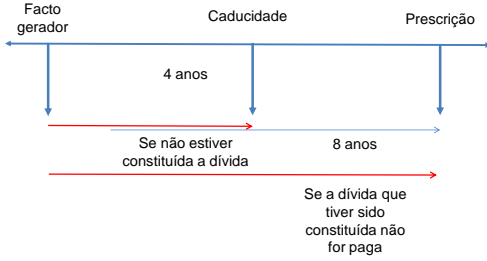 Facto
gerador
Caducidade
Prescrição
4 anos
Se não estiver
constituída a dívida
8 anos
Se a dívida que
tiver sido
constituída não
for paga